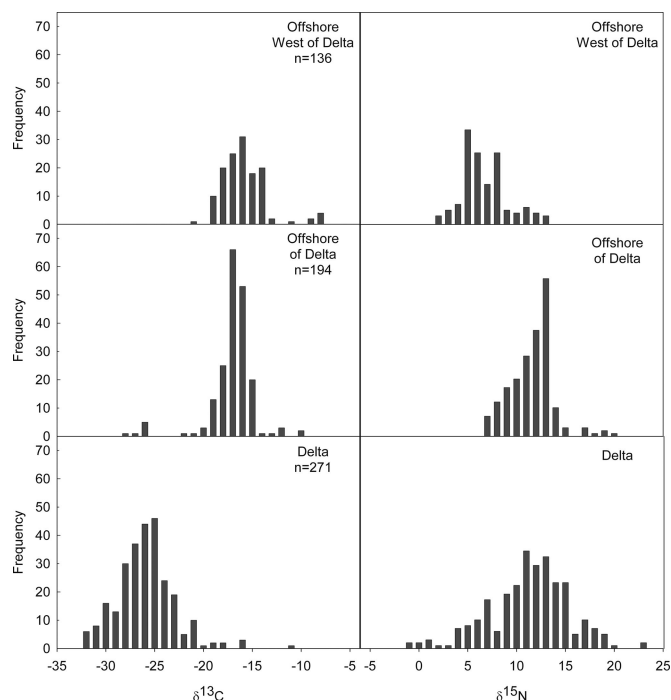 70
60
50
40
30
20
10
0
Frequency
Offshore
West of Delta
n=136
Offshore
West of Delta
70
60
50
40
30
20
10
0
Frequency
Offshore
of Delta
n=194
Offshore
of Delta
70
60
50
40
30
20
10
0
Frequency
Delta
n=271
Delta
-35 -30 -25 -20 -15 -10 -5
-5 0 5 10 15 20 25
δ13C
δ15N